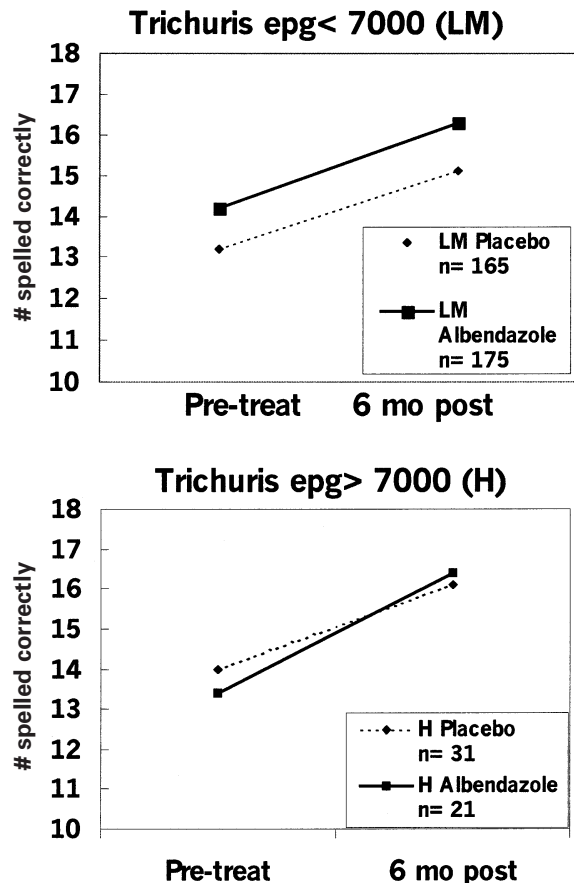 Trichuris epg< 7000 (LM)
18
17
16
15
14
13
12
11
10
# spelled correctly
LM Placebo
n= 165
LM
Albendazole
n= 175
Pre-treat 6 mo post
Trichuris epg> 7000 (H)
18
17
16
15
14
13
12
11
10
# spelled correctly
H Placebo
n= 31
H Albendazole
n= 21
Pre-treat 6 mo post